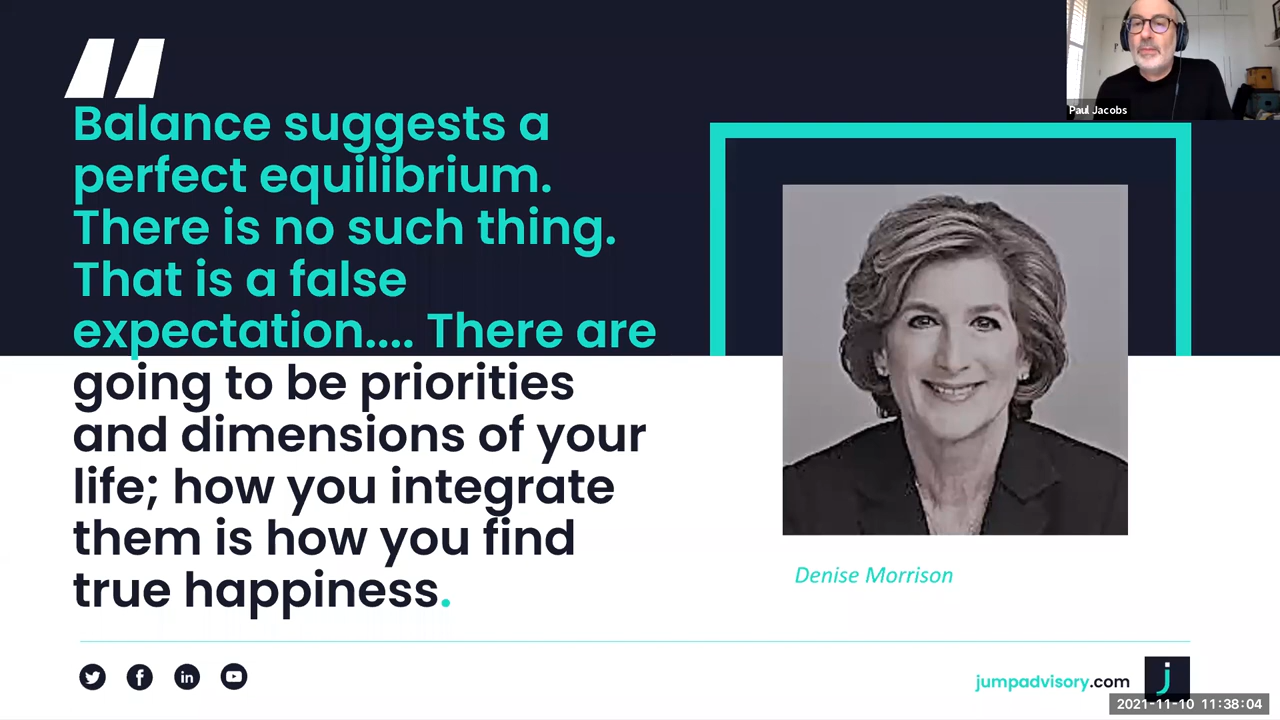 Balance suggests a
perfect equilibrium.
There is no such thing.
That is a false
expectation.... There are
going to be priorities
and dimensions of your
life; how you integrate
them is how you find
true happiness.
Paul Jacobs
Denise Morrison
jumpadvisory.com
j
2021-11-10 11:38:04